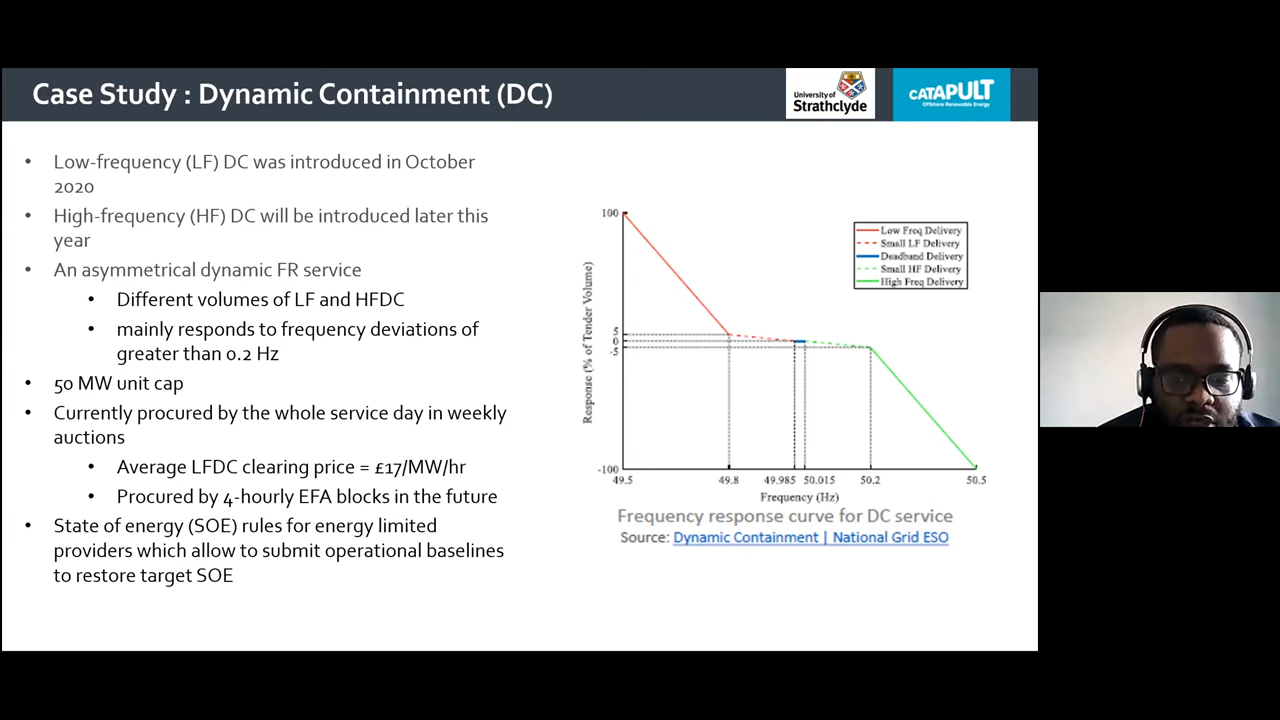 Case Study : Dynamic Containment (DC)
University of
Strathclyde
CATAPULT
Offshore Renewable Energy
• Low-frequency (LF) DC was introduced in October
2020
• High-frequency (HF) DC will be introduced later this
year
• An asymmetrical dynamic FR service
• Different volumes of LF and HFDC
• mainly responds to frequency deviations of
greater than 0.2 Hz
• 50 MW unit cap
• Currently procured by the whole service day in weekly
auctions
• Average LFDC clearing price = £17/MW/hr
• Procured by 4-hourly EFA blocks in the future
• State of energy (SOE) rules for energy limited
providers which allow to submit operational baselines
to restore target SOE
Response (% of Tender Volume)
100
5
0
-5
-100
Low Freq Delivery
Small LF Delivery
Deadband Delivery
Small HF Delivery
High Freq Delivery
49.5 49.8 49.985 50.015 50.2 50.5
Frequency (Hz)
Frequency response curve for DC service
Source: Dynamic Containment | National Grid ESO